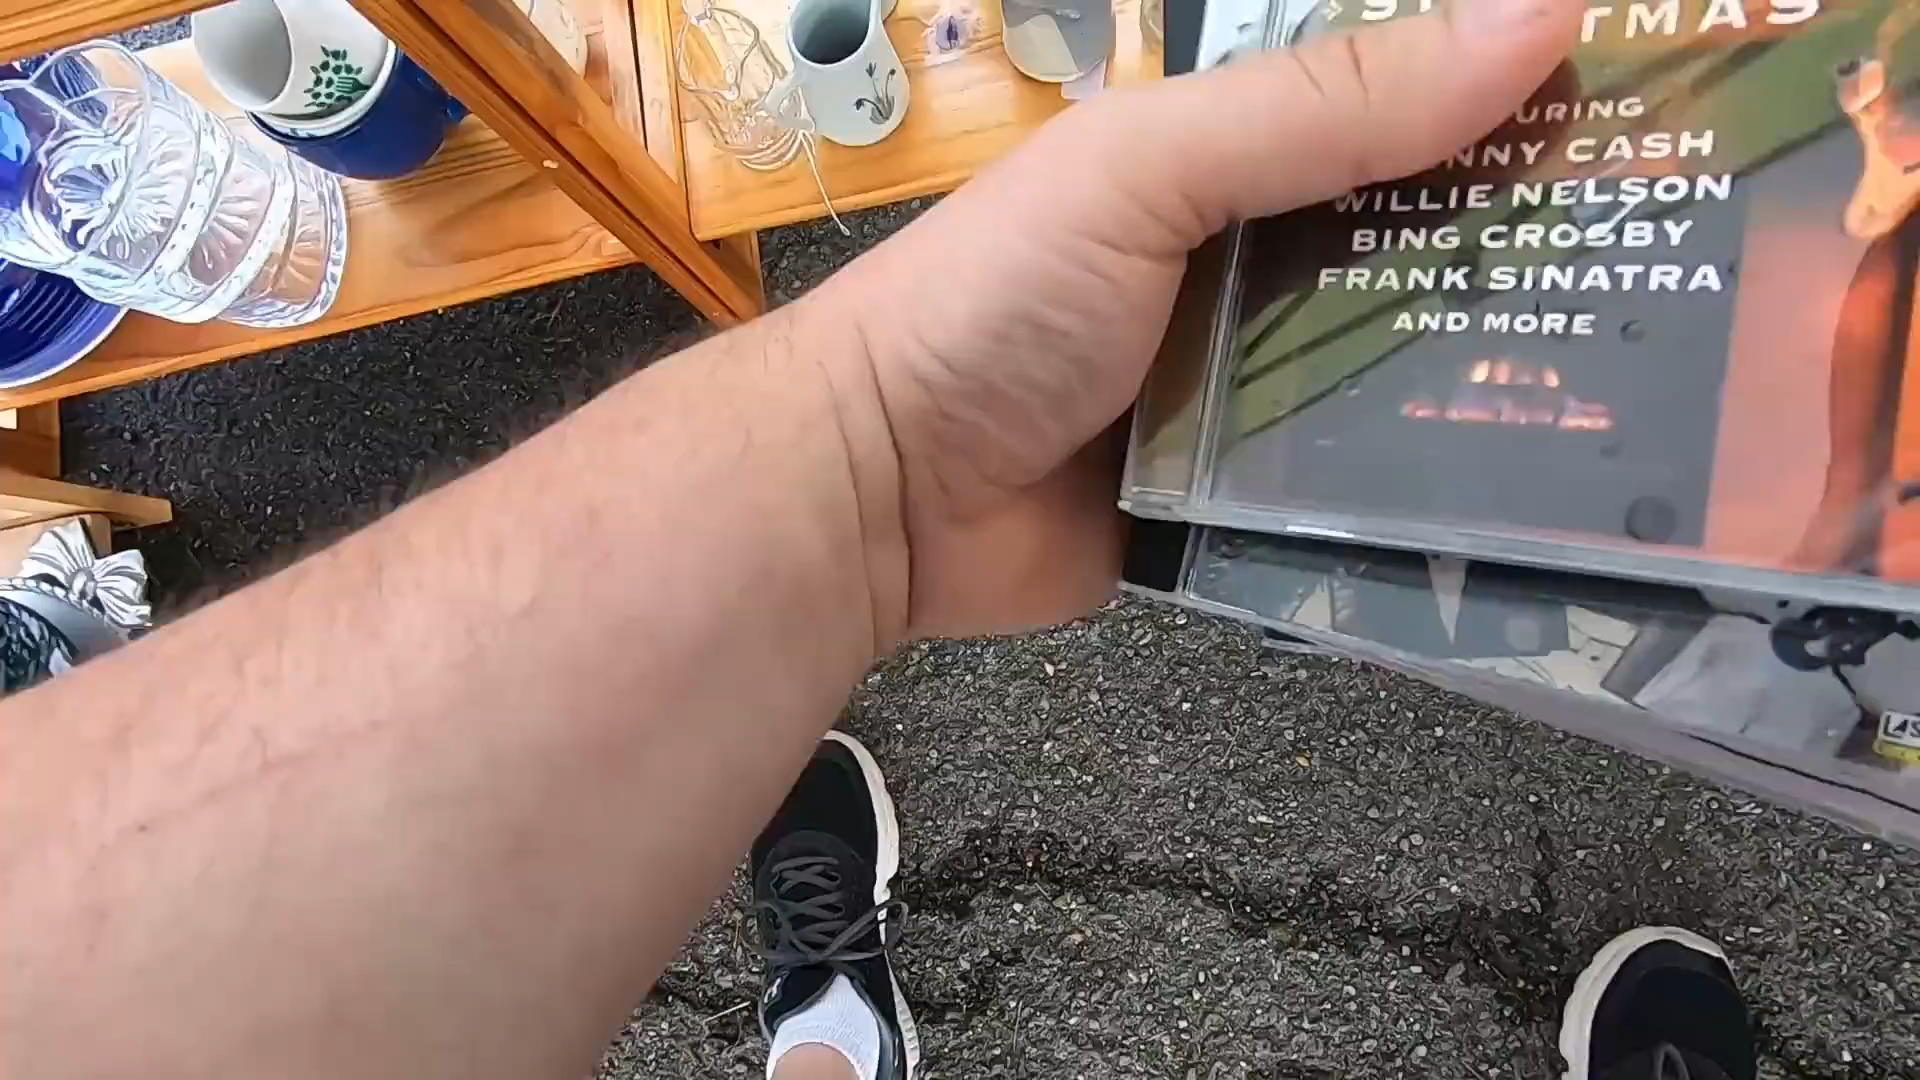 TMAS
URING
NNY CASH
WILLIE NELSON
BING CROSBY
FRANK SINATRA
AND MORE